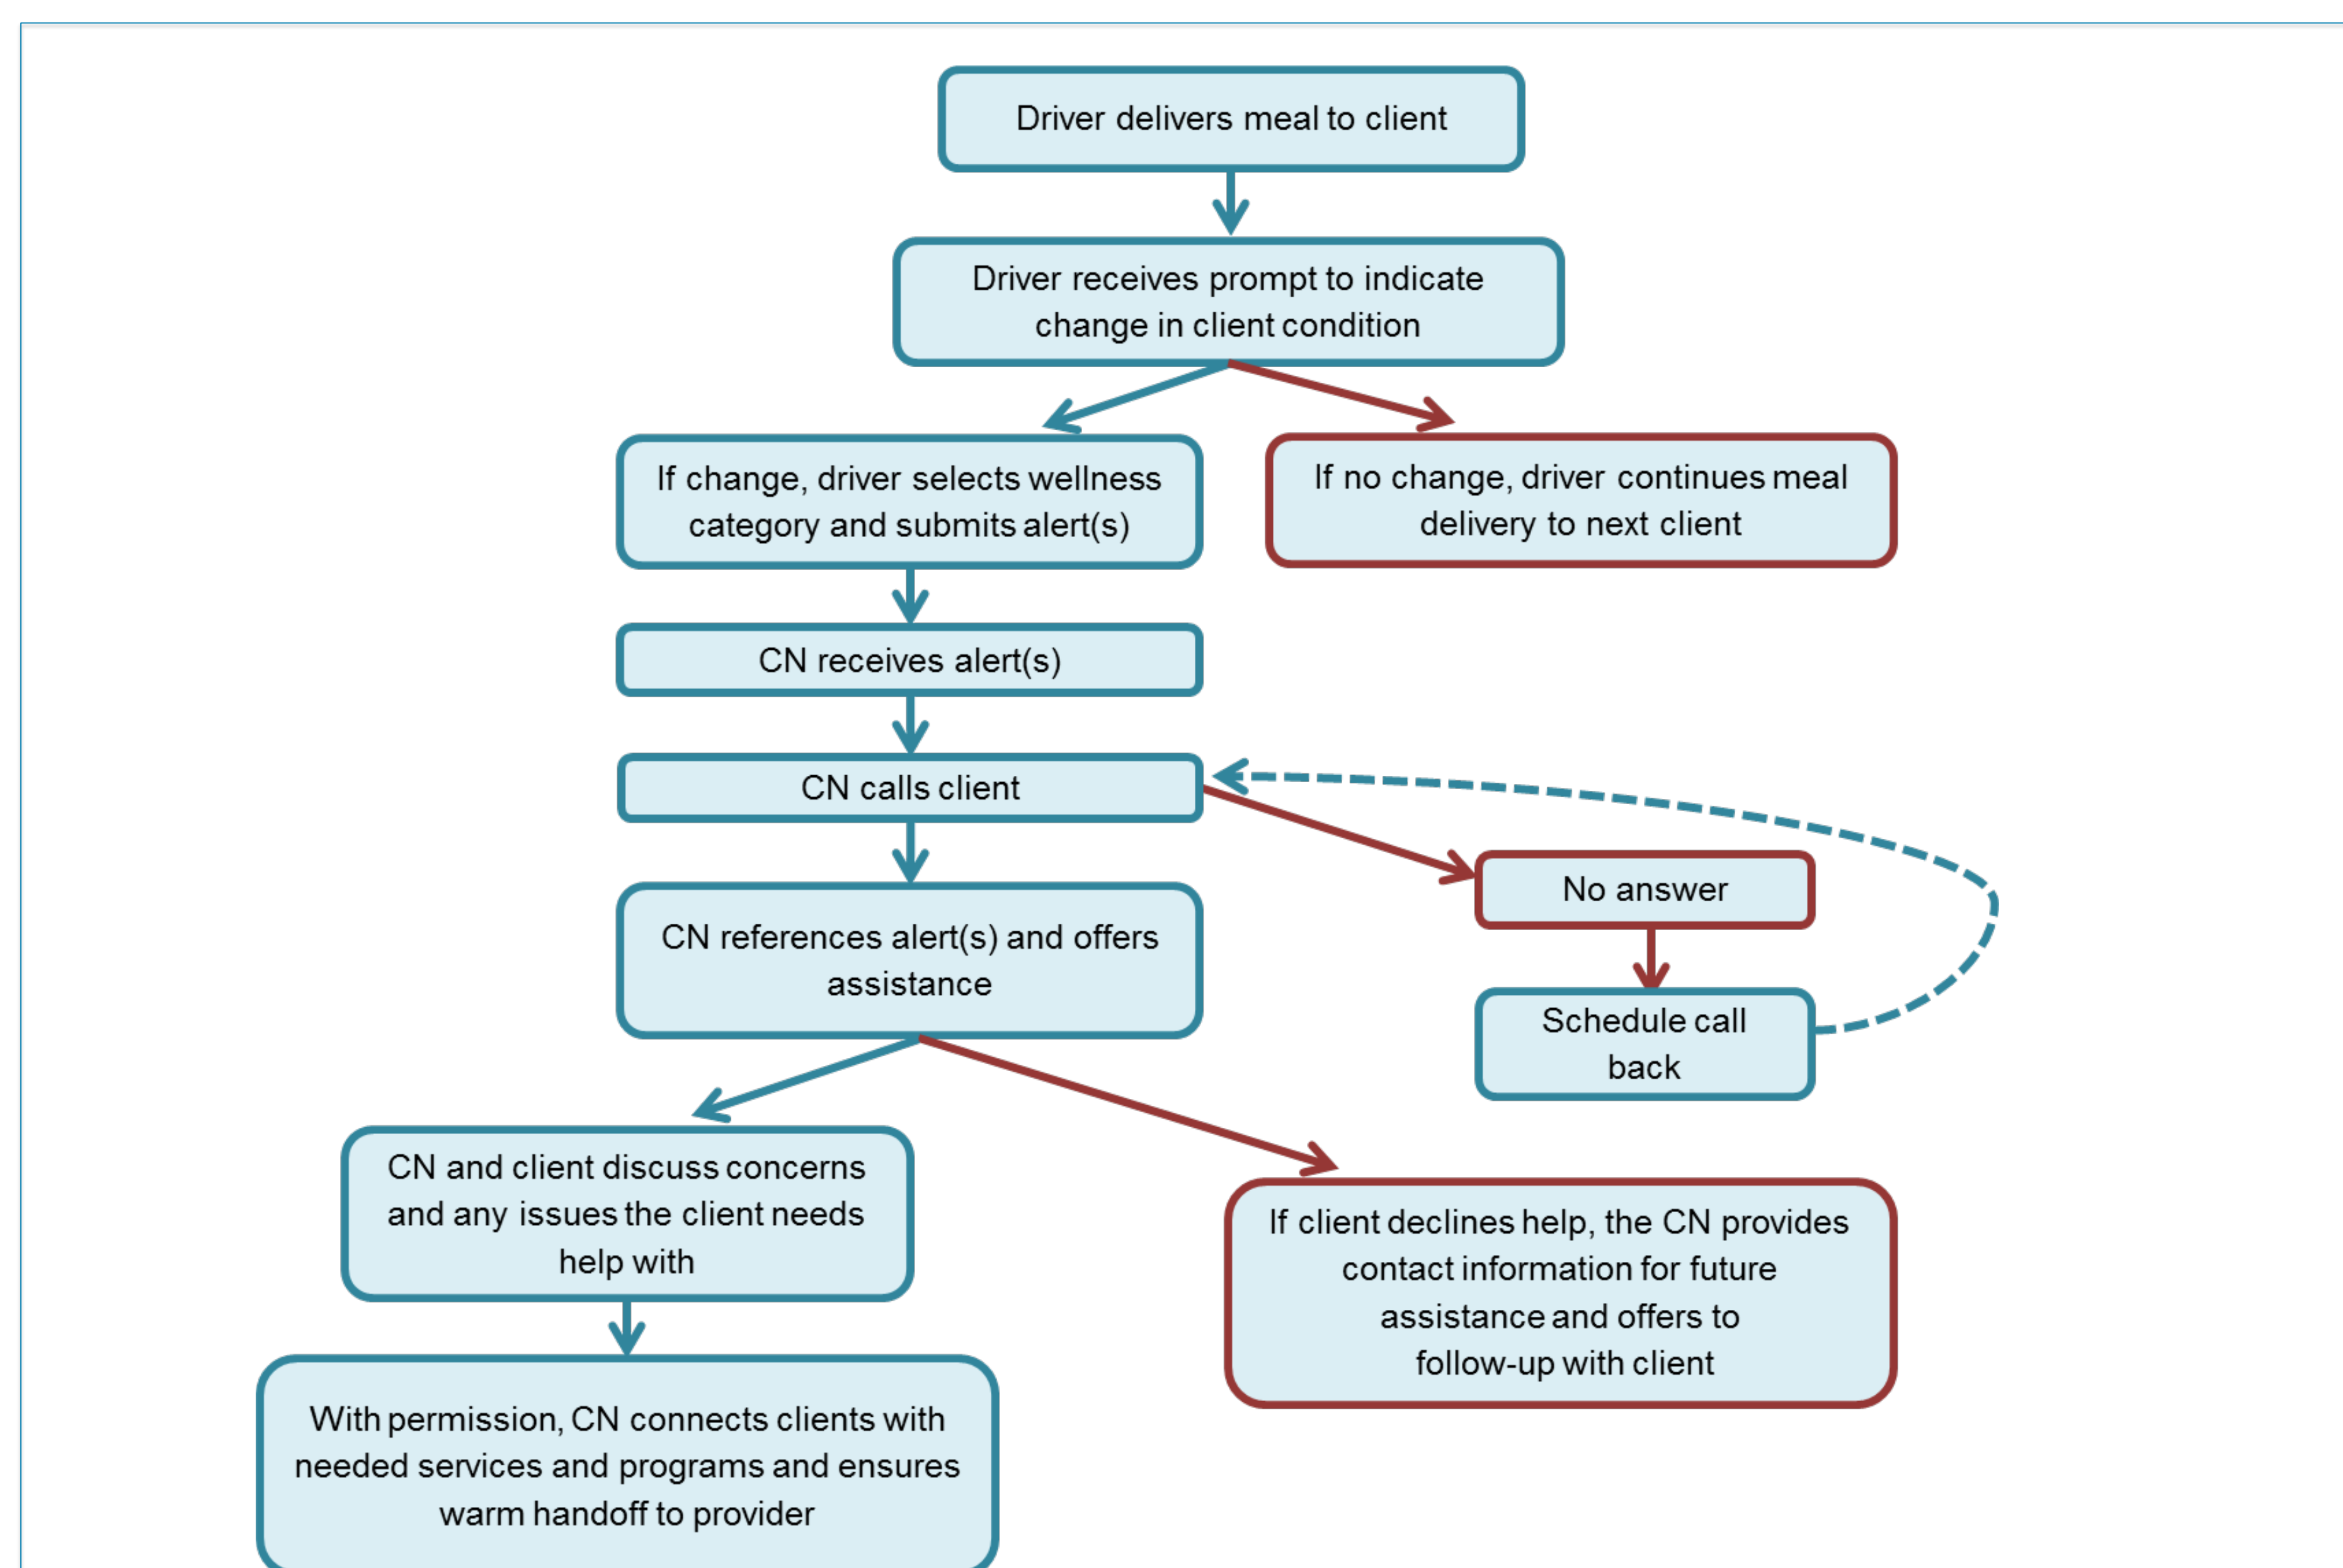 Driver delivers meal to client
Driver receives prompt to indicate
change in client condition
If change, driver selects wellness
category and submits alert(s)
If no change, driver continues meal
delivery to next client
CN receives alert(s)
CN calls client
No answer
CN references alert(s) and offers
assistance
Schedule call
back
CN and client discuss concerns
and any issues the client needs
help with
If client declines help, the CN provides
contact information for future
assistance and offers to
follow-up with client
With permission, CN connects clients with
needed services and programs and ensures
warm handoff to provider